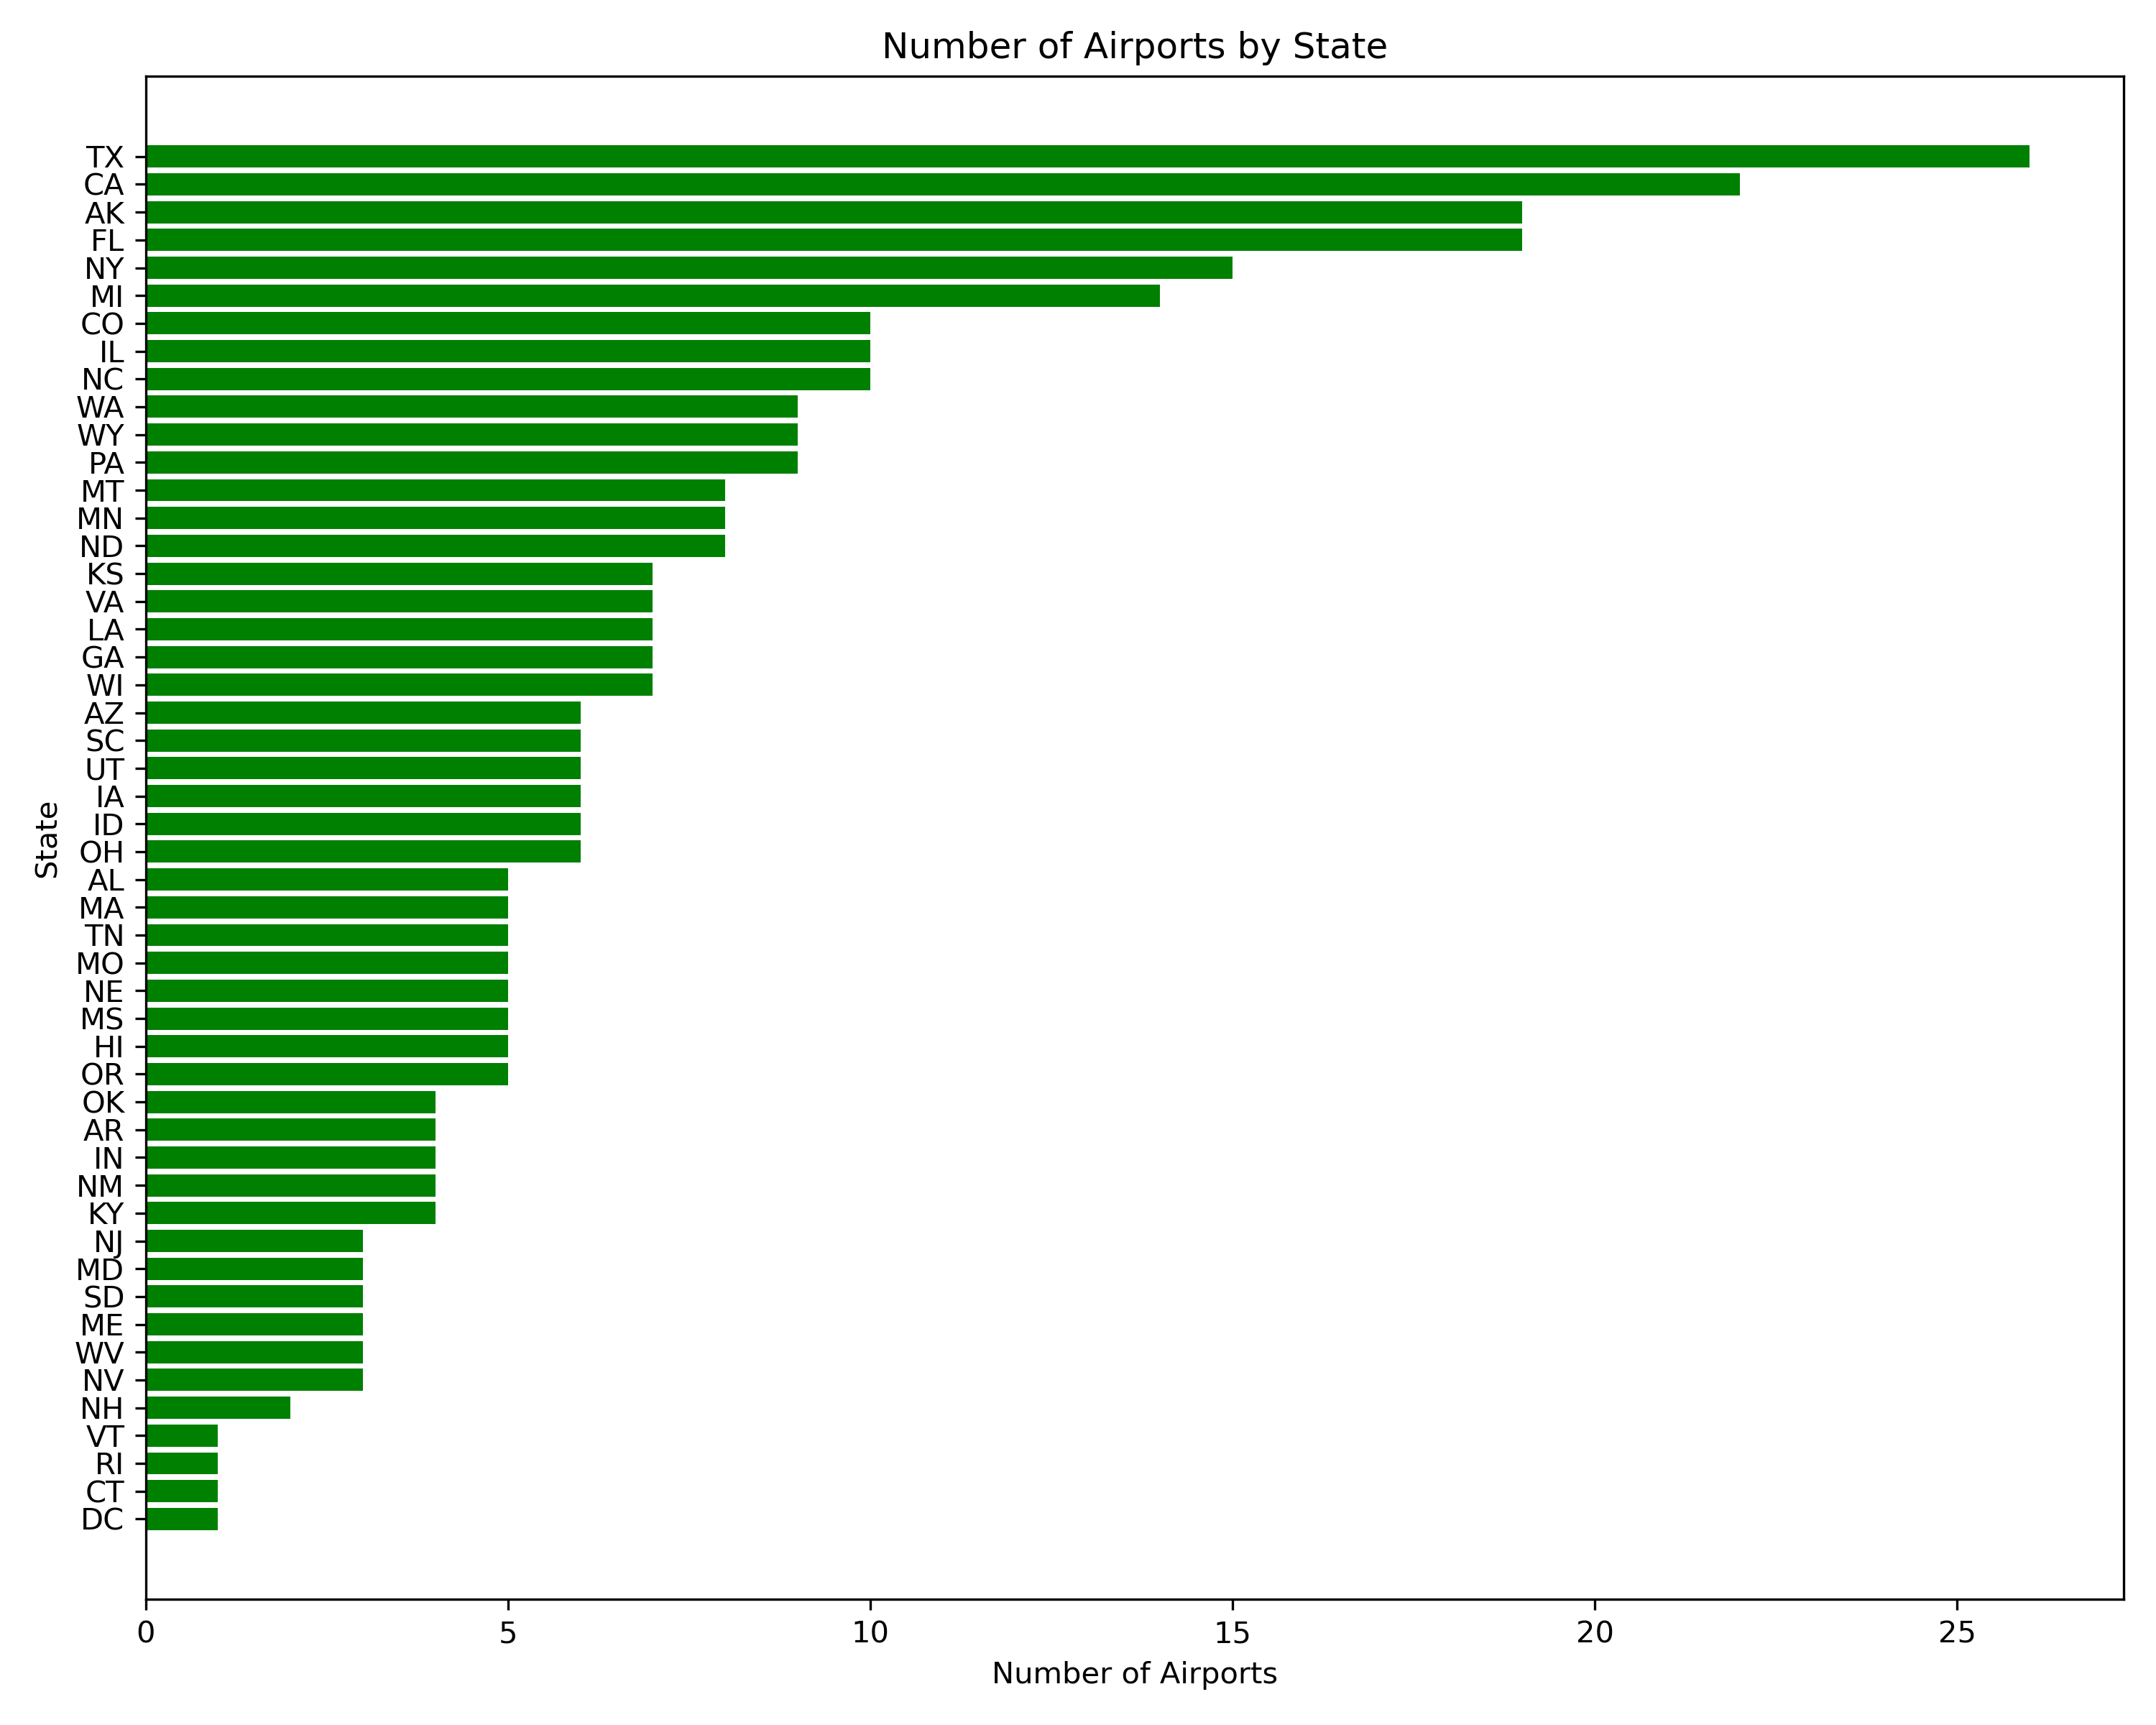 Number of Airports by State
TX
CA
AK
FL
NY
MI
CO
IL
NC
WA
WY
PA
MT
MN
ND
KS
VA
LA
GA
WI
AZ
SC
UT
IA
ID
OH
AL
MA
TN
MO
NE
MS
HI
OR
OK
AR
IN
NM
KY
NJ
MD
SD
ME
WV
NV
NH
VT
RI
CT
DC
State
0 5 10 15 20 25
Number of Airports